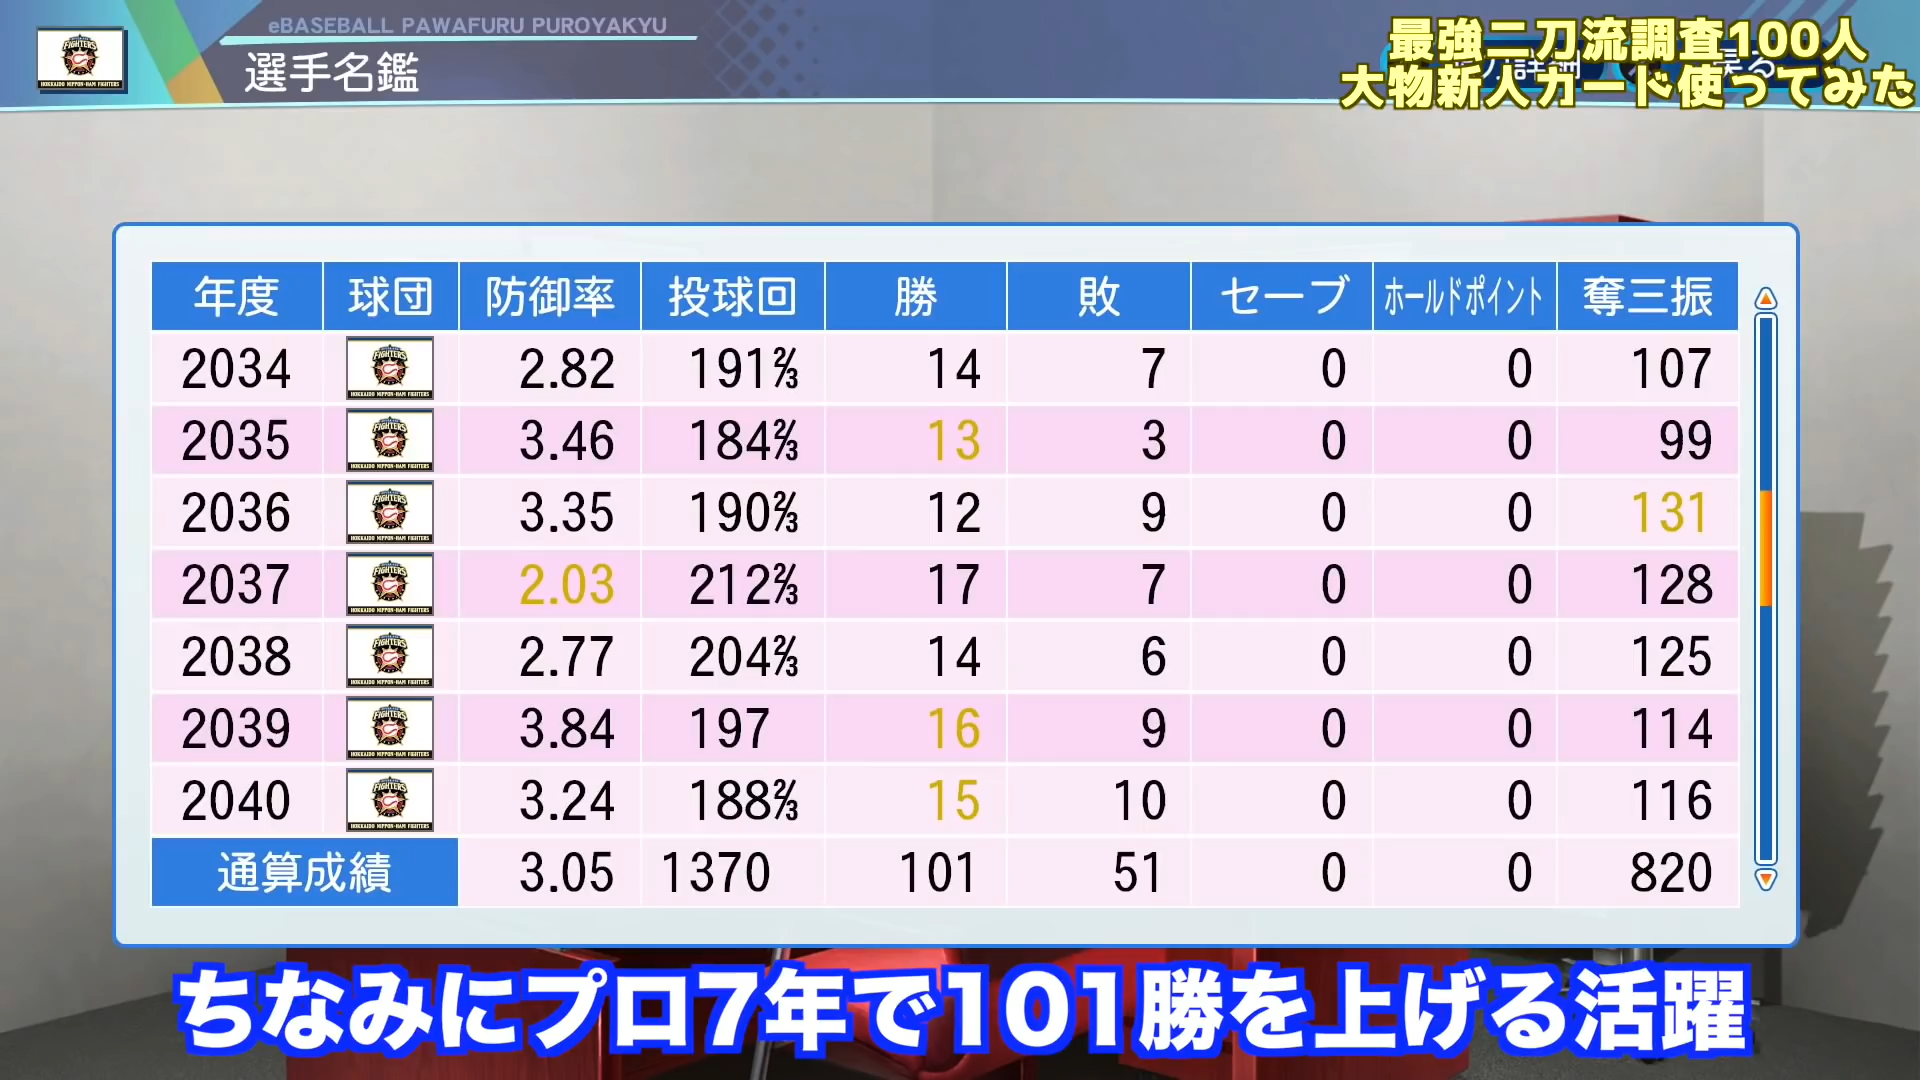 eBASEBALL PAWAFURU PUROYAKYU
選手名鑑
最強二刀流調査100人
大物新人カード使ってみた
戻る
年度 球団 防御率 投球回 勝 敗 セーブ ホールドポイント 奪三振
2034 2.82 191⅔ 14 7 0 0 107
2035 3.46 184⅔ 13 3 0 0 99
2036 3.35 190⅔ 12 9 0 0 131
2037 2.03 212⅔ 17 7 0 0 128
2038 2.77 204⅔ 14 6 0 0 125
2039 3.84 197 16 9 0 0 114
2040 3.24 188⅔ 15 10 0 0 116
通算成績 3.05 1370 101 51 0 0 820
ちなみにプロ7年で101勝を上げる活躍